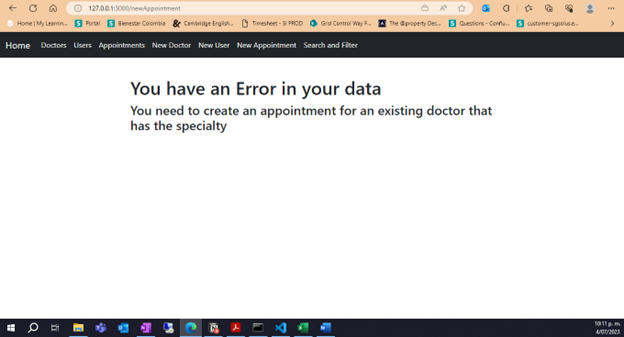 127.0.0.1:3000/newAppointment
Home | My Learnin... Portal Bienestar Colombia Cambridge English... Timesheet - SI PROD Grid Control Way F... The @property Dec... Questions - Conflu... customer-sgsolus.a...
Home Doctors Users Appointments New Doctor New User New Appointment Search and Filter
You have an Error in your data
You need to create an appointment for an existing doctor that
has the specialty
10:11 p. m.
4/07/2023